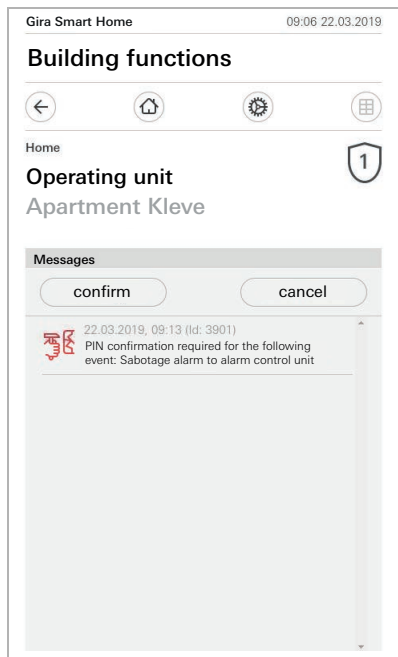 Gira Smart Home 09:06 22.03.2019
Building functions
Home
1
Operating unit
Apartment Kleve
Messages
confirm cancel
22.03.2019, 09:13 (Id: 3901)
PIN confirmation required for the following
event: Sabotage alarm to alarm control unit